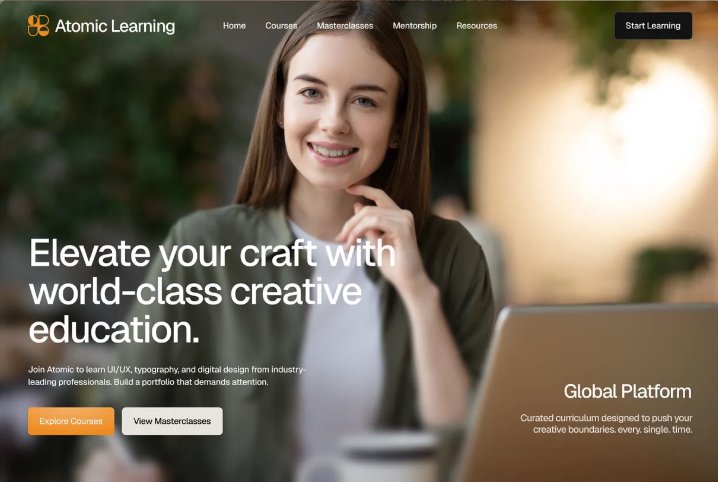 Atomic Learning
Home
Courses
Masterclasses
Mentorship
Resources
Start Learning
Elevate your craft with
world-class creative
education.
Join Atomic to learn UI/UX, typography, and digital design from industry-
leading professionals. Build a portfolio that demands attention.
Explore Courses
View Masterclasses
Global Platform
Curated curriculum designed to push your
creative boundaries. every. single. time.